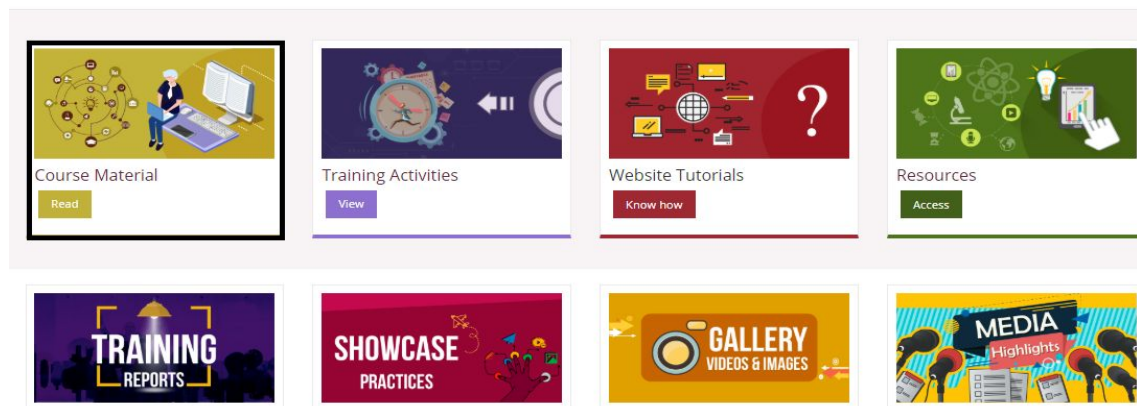 Course Material
Read
Training Activities
View
?
Website Tutorials
Know how
Resources
Access
TRAINING
REPORTS
SHOWCASE
PRACTICES
GALLERY
VIDEOS & IMAGES
MEDIA
Highlights